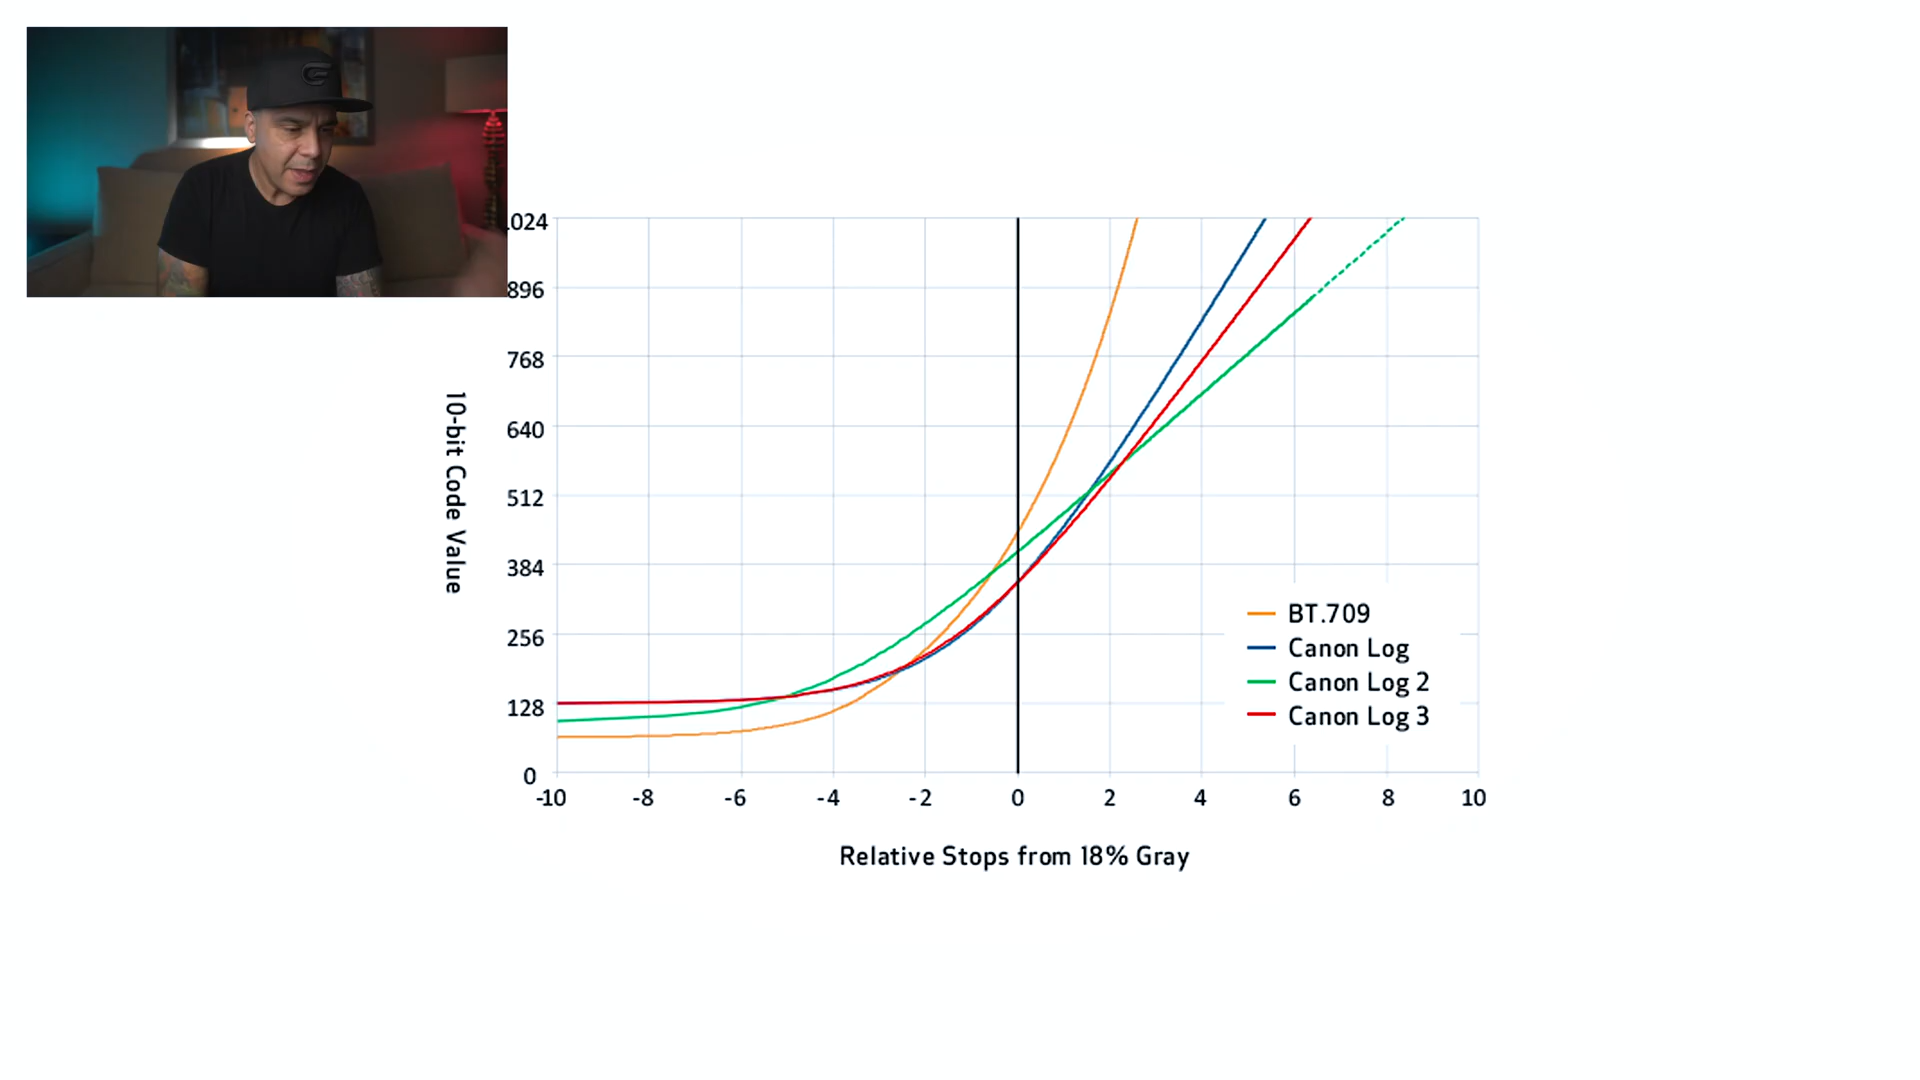 1024
896
768
640
512
384
256
128
0
10-bit Code Value
-10 -8 -6 -4 -2 0 2 4 6 8 10
Relative Stops from 18% Gray
BT.709
Canon Log
Canon Log 2
Canon Log 3